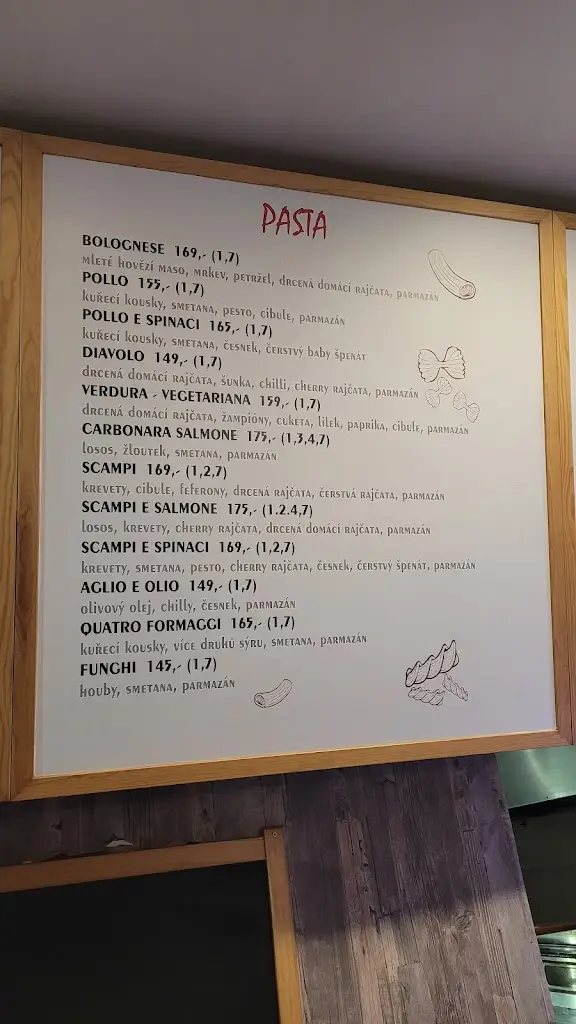 PASTA
BOLOGNESE 169,- (1,7)
mleté hovězí maso, mrkev, petržel, drcená domácí rajčata, parmazán
POLLO 155,- (1,7)
kuřecí kousky, smetana, pesto, cibule, parmazán
POLLO E SPINACI 165,- (1,7)
kuřecí kousky, smetana, česnek, čerstvý baby špenát
DIAVOLO 149,- (1,7)
drcená domácí rajčata, šunka, chilli, cherry rajčata, parmazán
VERDURA - VEGETARIANA 159,- (1,7)
drcená domácí rajčata, žampióny, cuketa, lilek, paprika, cibule, parmazán
CARBONARA SALMONE 175,- (1,3,4,7)
losos, žloutek, smetana, parmazán
SCAMPI 169,- (1,2,7)
krevety, cibule, feferony, drcená rajčata, čerstvá rajčata, parmazán
SCAMPI E SALMONE 175,- (1.2.4,7)
losos, krevety, cherry rajčata, drcená domácí rajčata, parmazán
SCAMPI E SPINACI 169,- (1,2,7)
krevety, smetana, pesto, cherry rajčata, česnek, čerstvý špenát, parmazán
AGLIO E OLIO 149,- (1,7)
olivový olej, chilly, česnek, parmazán
QUATRO FORMAGGI 165,- (1,7)
kuřecí kousky, více druhů sýru, smetana, parmazán
FUNGHI 145,- (1,7)
houby, smetana, parmazán